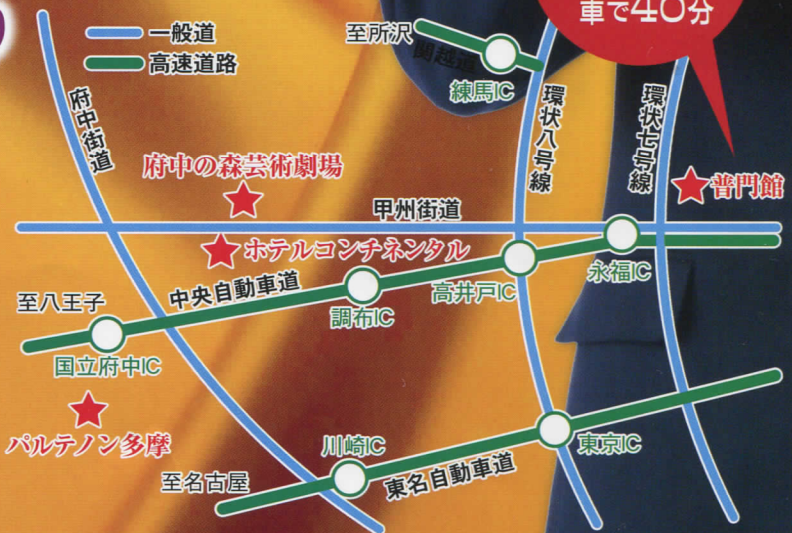 車で40分
一般道
高速道路
至所沢
関越道
練馬IC
府中街道
環状八号線
環状七号線
府中の森芸術劇場
普門館
甲州街道
ホテルコンチネンタル
永福IC
高井戸IC
中央自動車道
調布IC
至八王子
国立府中IC
パルテノン多摩
川崎IC
東京IC
至名古屋
東名自動車道